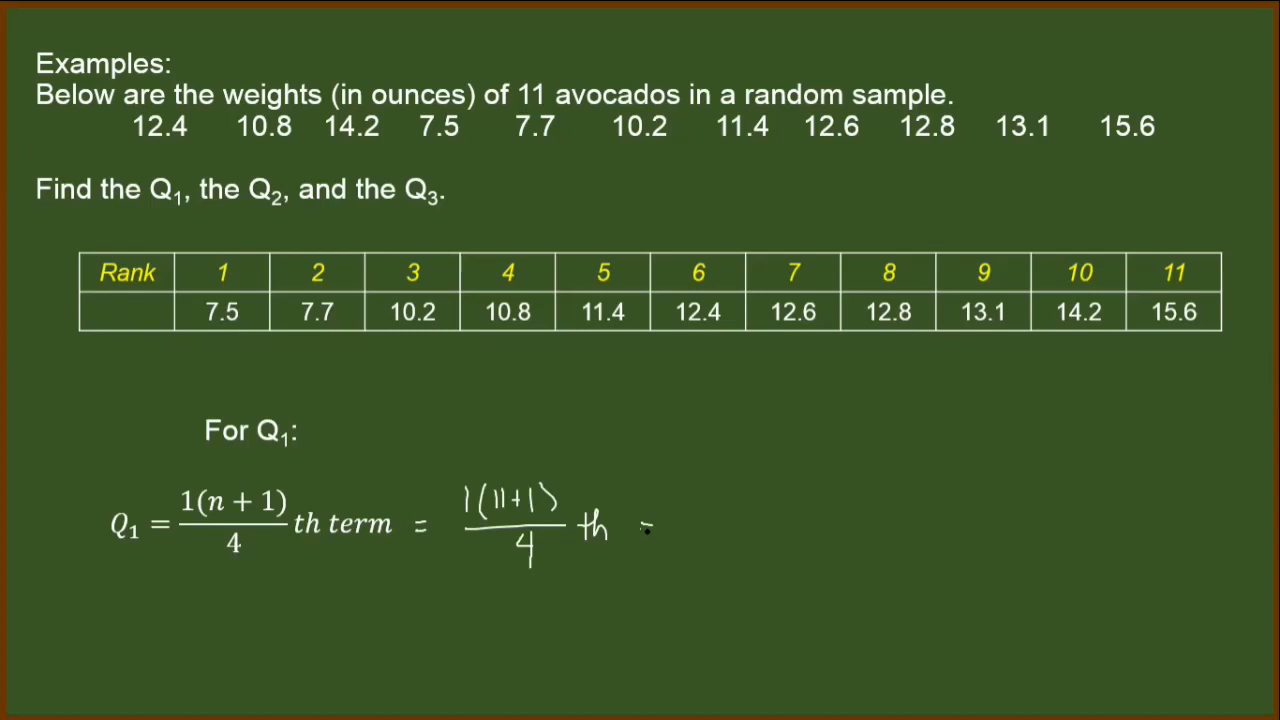 Examples:
Below are the weights (in ounces) of 11 avocados in a random sample.
12.4 10.8 14.2 7.5 7.7 10.2 11.4 12.6 12.8 13.1 15.6
Find the Q₁, the Q₂, and the Q₃.
Rank 1 2 3 4 5 6 7 8 9 10 11
7.5 7.7 10.2 10.8 11.4 12.4 12.6 12.8 13.1 14.2 15.6
For Q₁:
Q₁ = 1(n + 1)/4 th term = 1(11+1)/4 th =